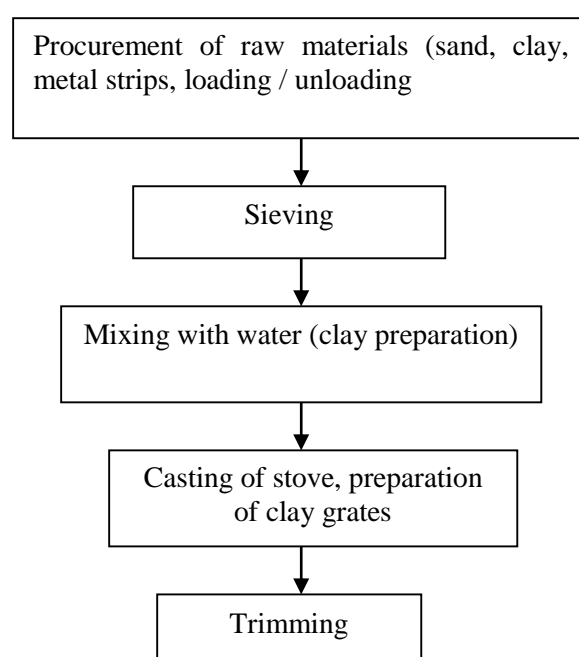 Procurement of raw materials (sand, clay,
metal strips, loading / unloading
Sieving
Mixing with water (clay preparation)
Casting of stove, preparation
of clay grates
Trimming